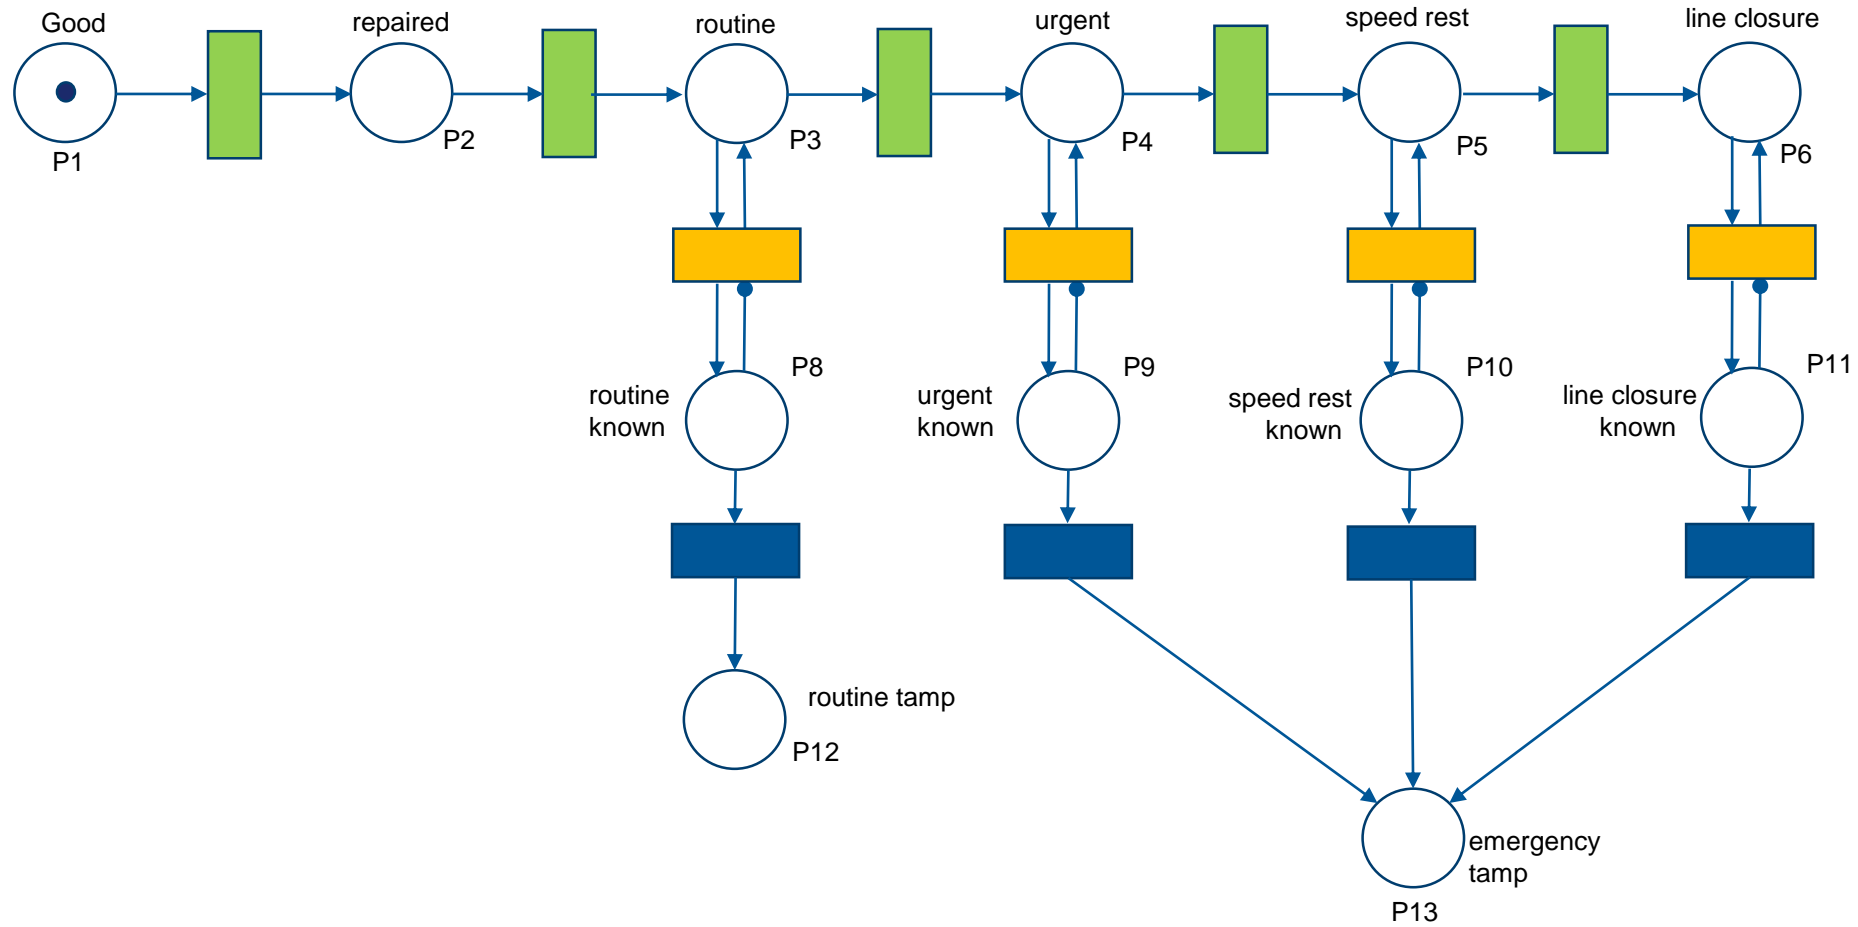 Good
repaired
routine
urgent
speed rest
line closure
P1
P2
P3
P4
P5
P6
P8
P9
P10
P11
routine
known
urgent
known
speed rest
known
line closure
known
routine tamp
P12
emergency
tamp
P13